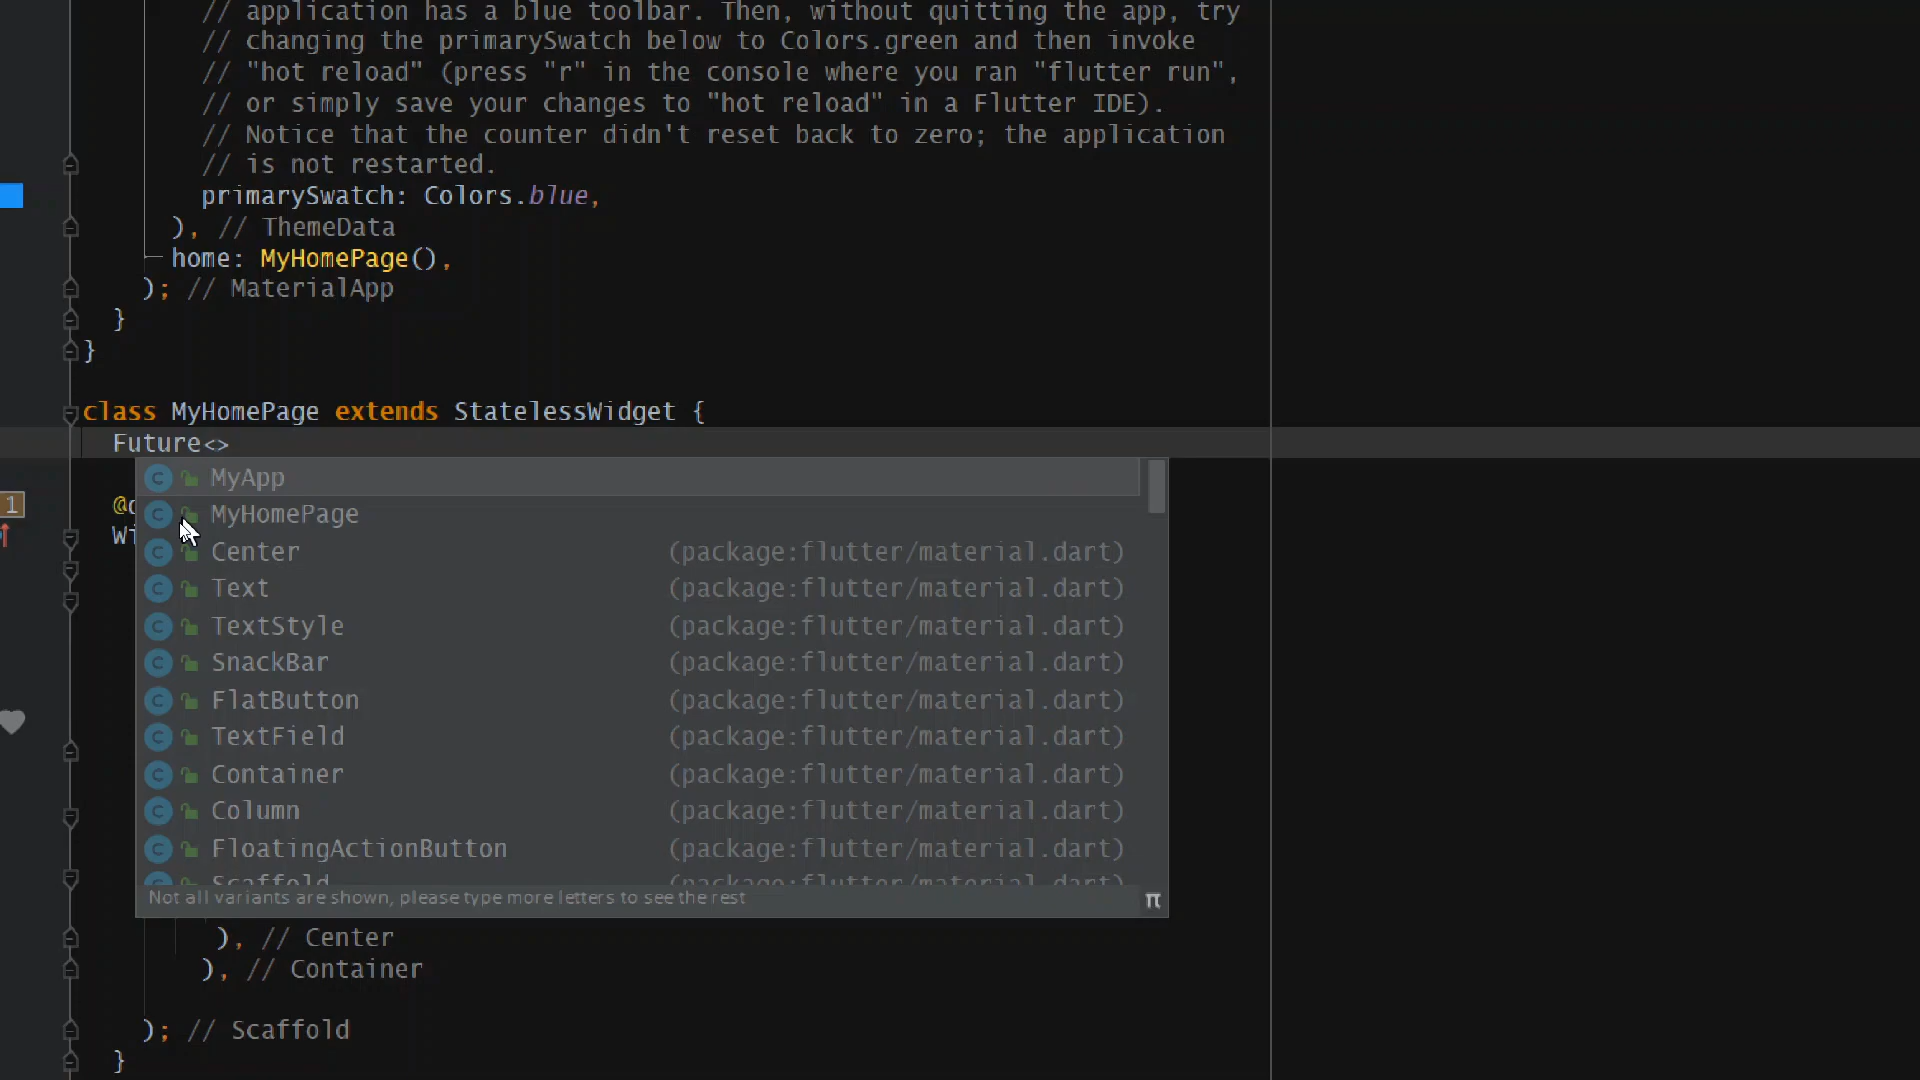 // application has a blue toolbar. Then, without quitting the app, try
// changing the primarySwatch below to Colors.green and then invoke
// "hot reload" (press "r" in the console where you ran "flutter run",
// or simply save your changes to "hot reload" in a Flutter IDE).
// Notice that the counter didn't reset back to zero; the application
// is not restarted.
primarySwatch: Colors.blue,
), // ThemeData
home: MyHomePage(),
); // MaterialApp
}
}
class MyHomePage extends StatelessWidget {
Future<>
MyApp
1
MyHomePage
Center (package:flutter/material.dart)
Text (package:flutter/material.dart)
TextStyle (package:flutter/material.dart)
SnackBar (package:flutter/material.dart)
FlatButton (package:flutter/material.dart)
TextField (package:flutter/material.dart)
Container (package:flutter/material.dart)
Column (package:flutter/material.dart)
FloatingActionButton (package:flutter/material.dart)
Scaffold (package:flutter/material.dart)
Not all variants are shown, please type more letters to see the rest π
), // Center
), // Container
); // Scaffold
}